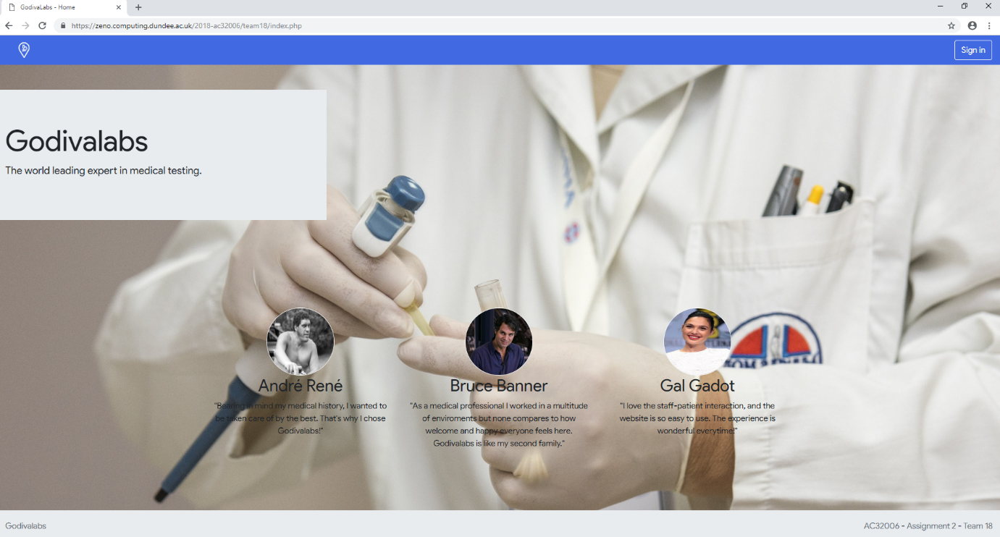 GodivaLabs - Home
https://zeno.computing.dundee.ac.uk/2018-ac32006/team18/index.php
Sign in
Godivalabs
The world leading expert in medical testing.
André René
"Bearing in mind my medical history, I wanted to
be taken care of by the best. That's why I chose
Godivalabs!"
Bruce Banner
"As a medical professional I worked in a multitude
of enviroments but none compares to how
welcome and happy everyone feels here.
Godivalabs is like my second family."
Gal Gadot
"I love the staff-patient interaction, and the
website is so easy to use. The experience is
wonderful everytime!"
Godivalabs
AC32006 - Assignment 2 - Team 18